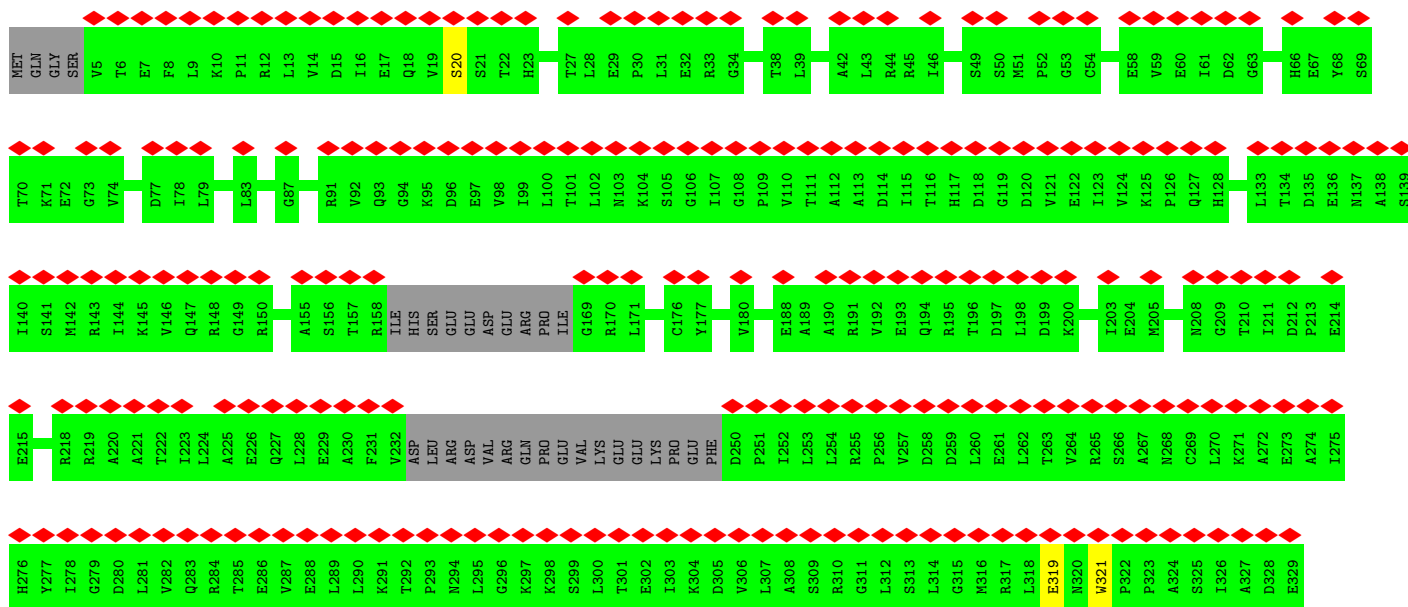 MET GLN GLY SER V5 T6 E7 F8 L9 K10 P11 R12 L13 V14 D15 I16 E17 Q18 V19 S20 S21 T22 H23 T27 L28 E29 P30 L31 E32 R33 G34 T38 L39 A42 L43 R44 R45 I46 S49 S50 M51 P52 G53 C54 E58 V59 E60 I61 D62 G63 H66 E67 Y68 S69
T70 K71 E72 G73 V74 D77 I78 L79 L83 G87 R91 V92 Q93 G94 K95 D96 E97 V98 I99 L100 T101 L102 N103 K104 S105 G106 I107 G108 P109 V110 T111 A112 A113 D114 I115 T116 H117 D118 G119 D120 V121 E122 I123 V124 K125 P126 Q127 H128 L133 T134 D135 E136 N137 A138 S139
I140 S141 M142 R143 I144 K145 V146 Q147 R148 G149 R150 A155 S156 T157 R158 ILE HIS SER GLU GLU ASP GLU ARG PRO ILE G169 R170 L171 C176 Y177 V180 E188 A189 A190 R191 V192 E193 Q194 R195 T196 D197 L198 D199 K200 I203 E204 M205 N208 G209 T210 I211 D212 P213 E214
E215 R218 R219 A220 A221 T222 I223 L224 A225 E226 Q227 L228 E229 A230 F231 V232 ASP LEU ARG ASP VAL ARG GLN PRO GLU VAL LYS GLU GLU LYS PRO GLU PHE D250 P251 I252 L253 L254 R255 P256 V257 D258 D259 L260 E261 L262 T263 V264 R265 S266 A267 N268 C269 L270 K271 A272 E273 A274 I275
H276 Y277 I278 G279 D280 L281 V282 Q283 R284 T285 E286 V287 E288 L289 L290 K291 T292 P293 N294 L295 G296 K297 K298 S299 L300 T301 E302 I303 K304 D305 V306 L307 A308 S309 R310 G311 L312 S313 L314 G315 M316 R317 L318 E319 N320 W321 P322 P323 A324 S325 I326 A327 D328 E329